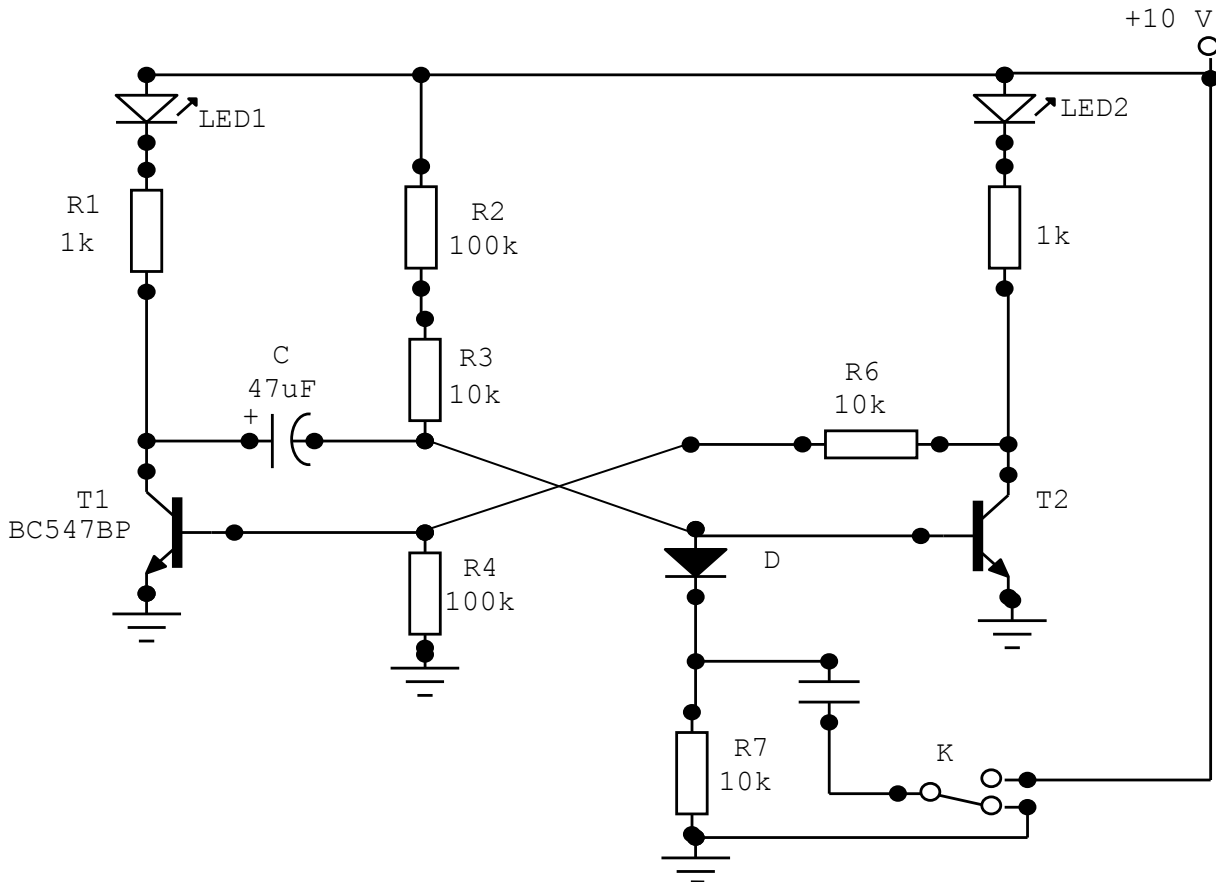 +10 V
LED1
LED2
R1
1k
R2
100k
1k
C
47uF
+
R3
10k
R6
10k
T1
BC547BP
T2
R4
100k
D
R7
10k
K